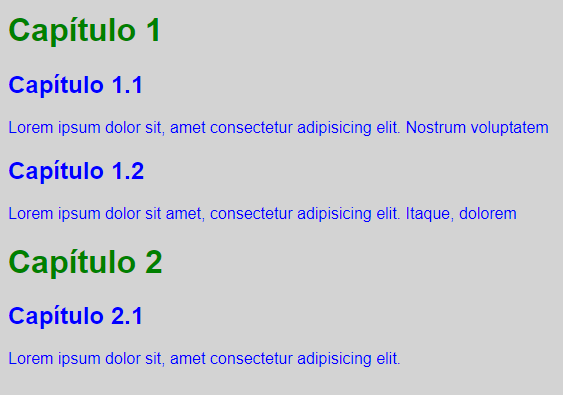 Capítulo 1
Capítulo 1.1
Lorem ipsum dolor sit, amet consectetur adipisicing elit. Nostrum voluptatem
Capítulo 1.2
Lorem ipsum dolor sit amet, consectetur adipisicing elit. Itaque, dolorem
Capítulo 2
Capítulo 2.1
Lorem ipsum dolor sit, amet consectetur adipisicing elit.